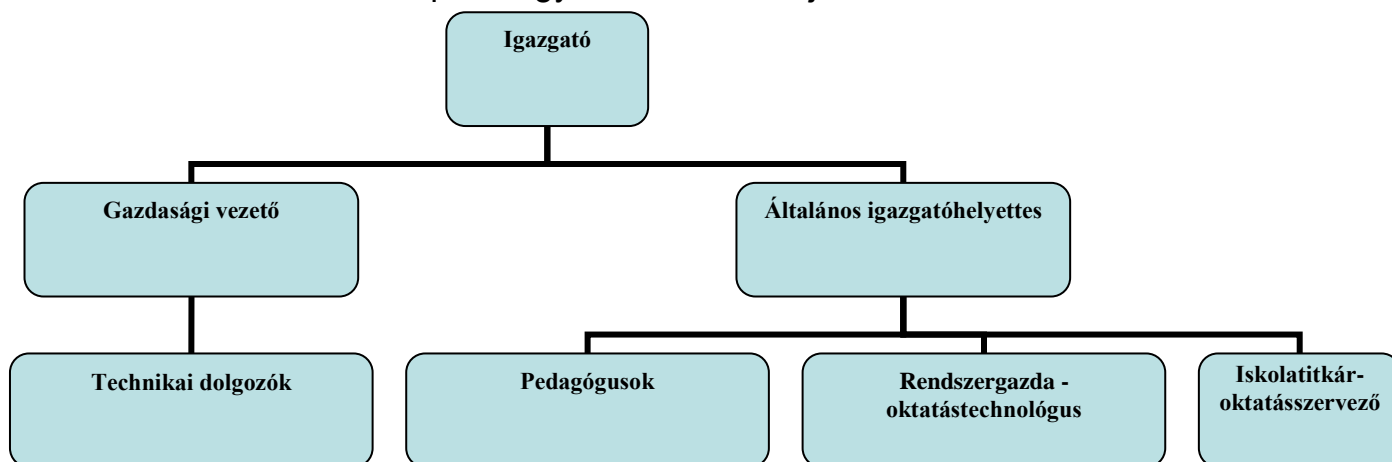 Igazgató
Gazdasági vezető
Általános igazgatóhelyettes
Technikai dolgozók
Pedagógusok
Rendszergazda -
oktatástechnológus
Iskolatitkár-
oktatásszervező